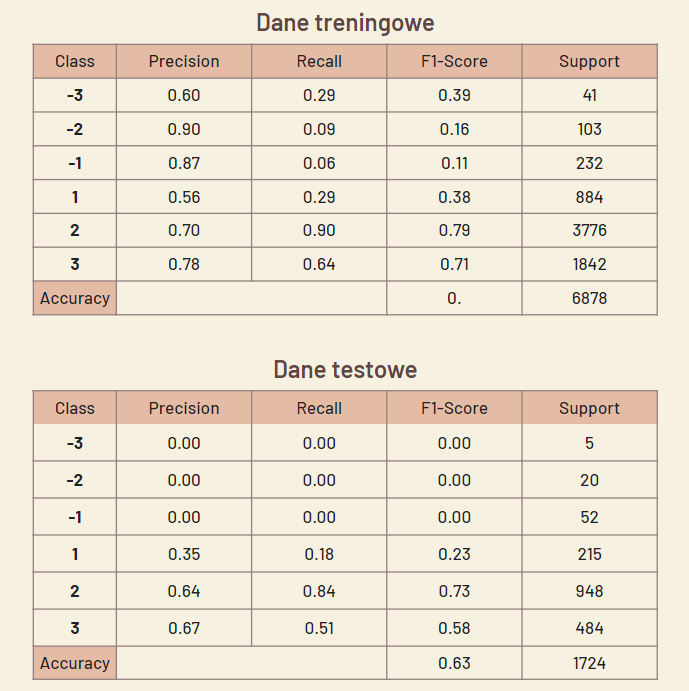 Dane treningowe
Class Precision Recall F1-Score Support
-3 0.60 0.29 0.39 41
-2 0.90 0.09 0.16 103
-1 0.87 0.06 0.11 232
1 0.56 0.29 0.38 884
2 0.70 0.90 0.79 3776
3 0.78 0.64 0.71 1842
Accuracy 0. 6878
Dane testowe
Class Precision Recall F1-Score Support
-3 0.00 0.00 0.00 5
-2 0.00 0.00 0.00 20
-1 0.00 0.00 0.00 52
1 0.35 0.18 0.23 215
2 0.64 0.84 0.73 948
3 0.67 0.51 0.58 484
Accuracy 0.63 1724